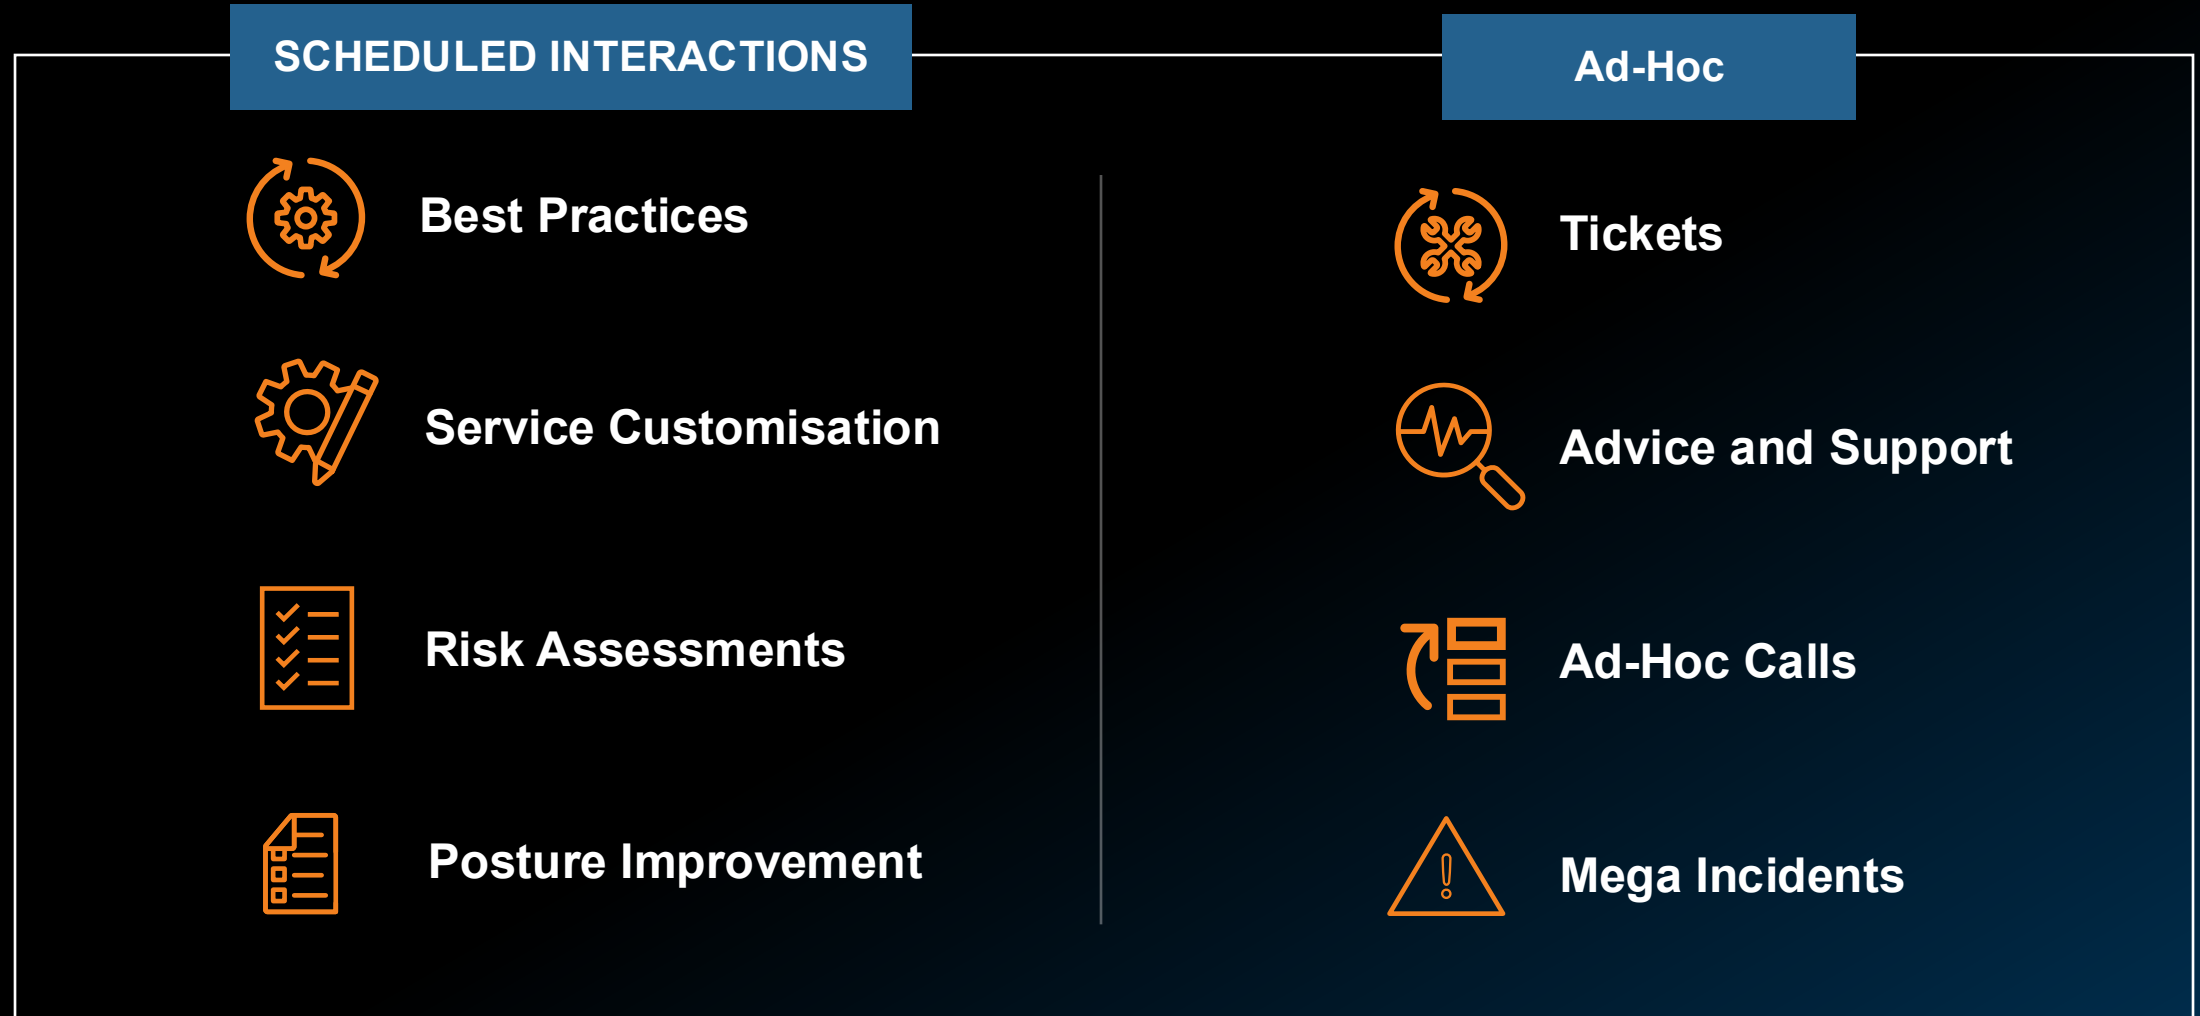 SCHEDULED INTERACTIONS
Best Practices
Service Customisation
Risk Assessments
Posture Improvement
Ad-Hoc
Tickets
Advice and Support
Ad-Hoc Calls
Mega Incidents